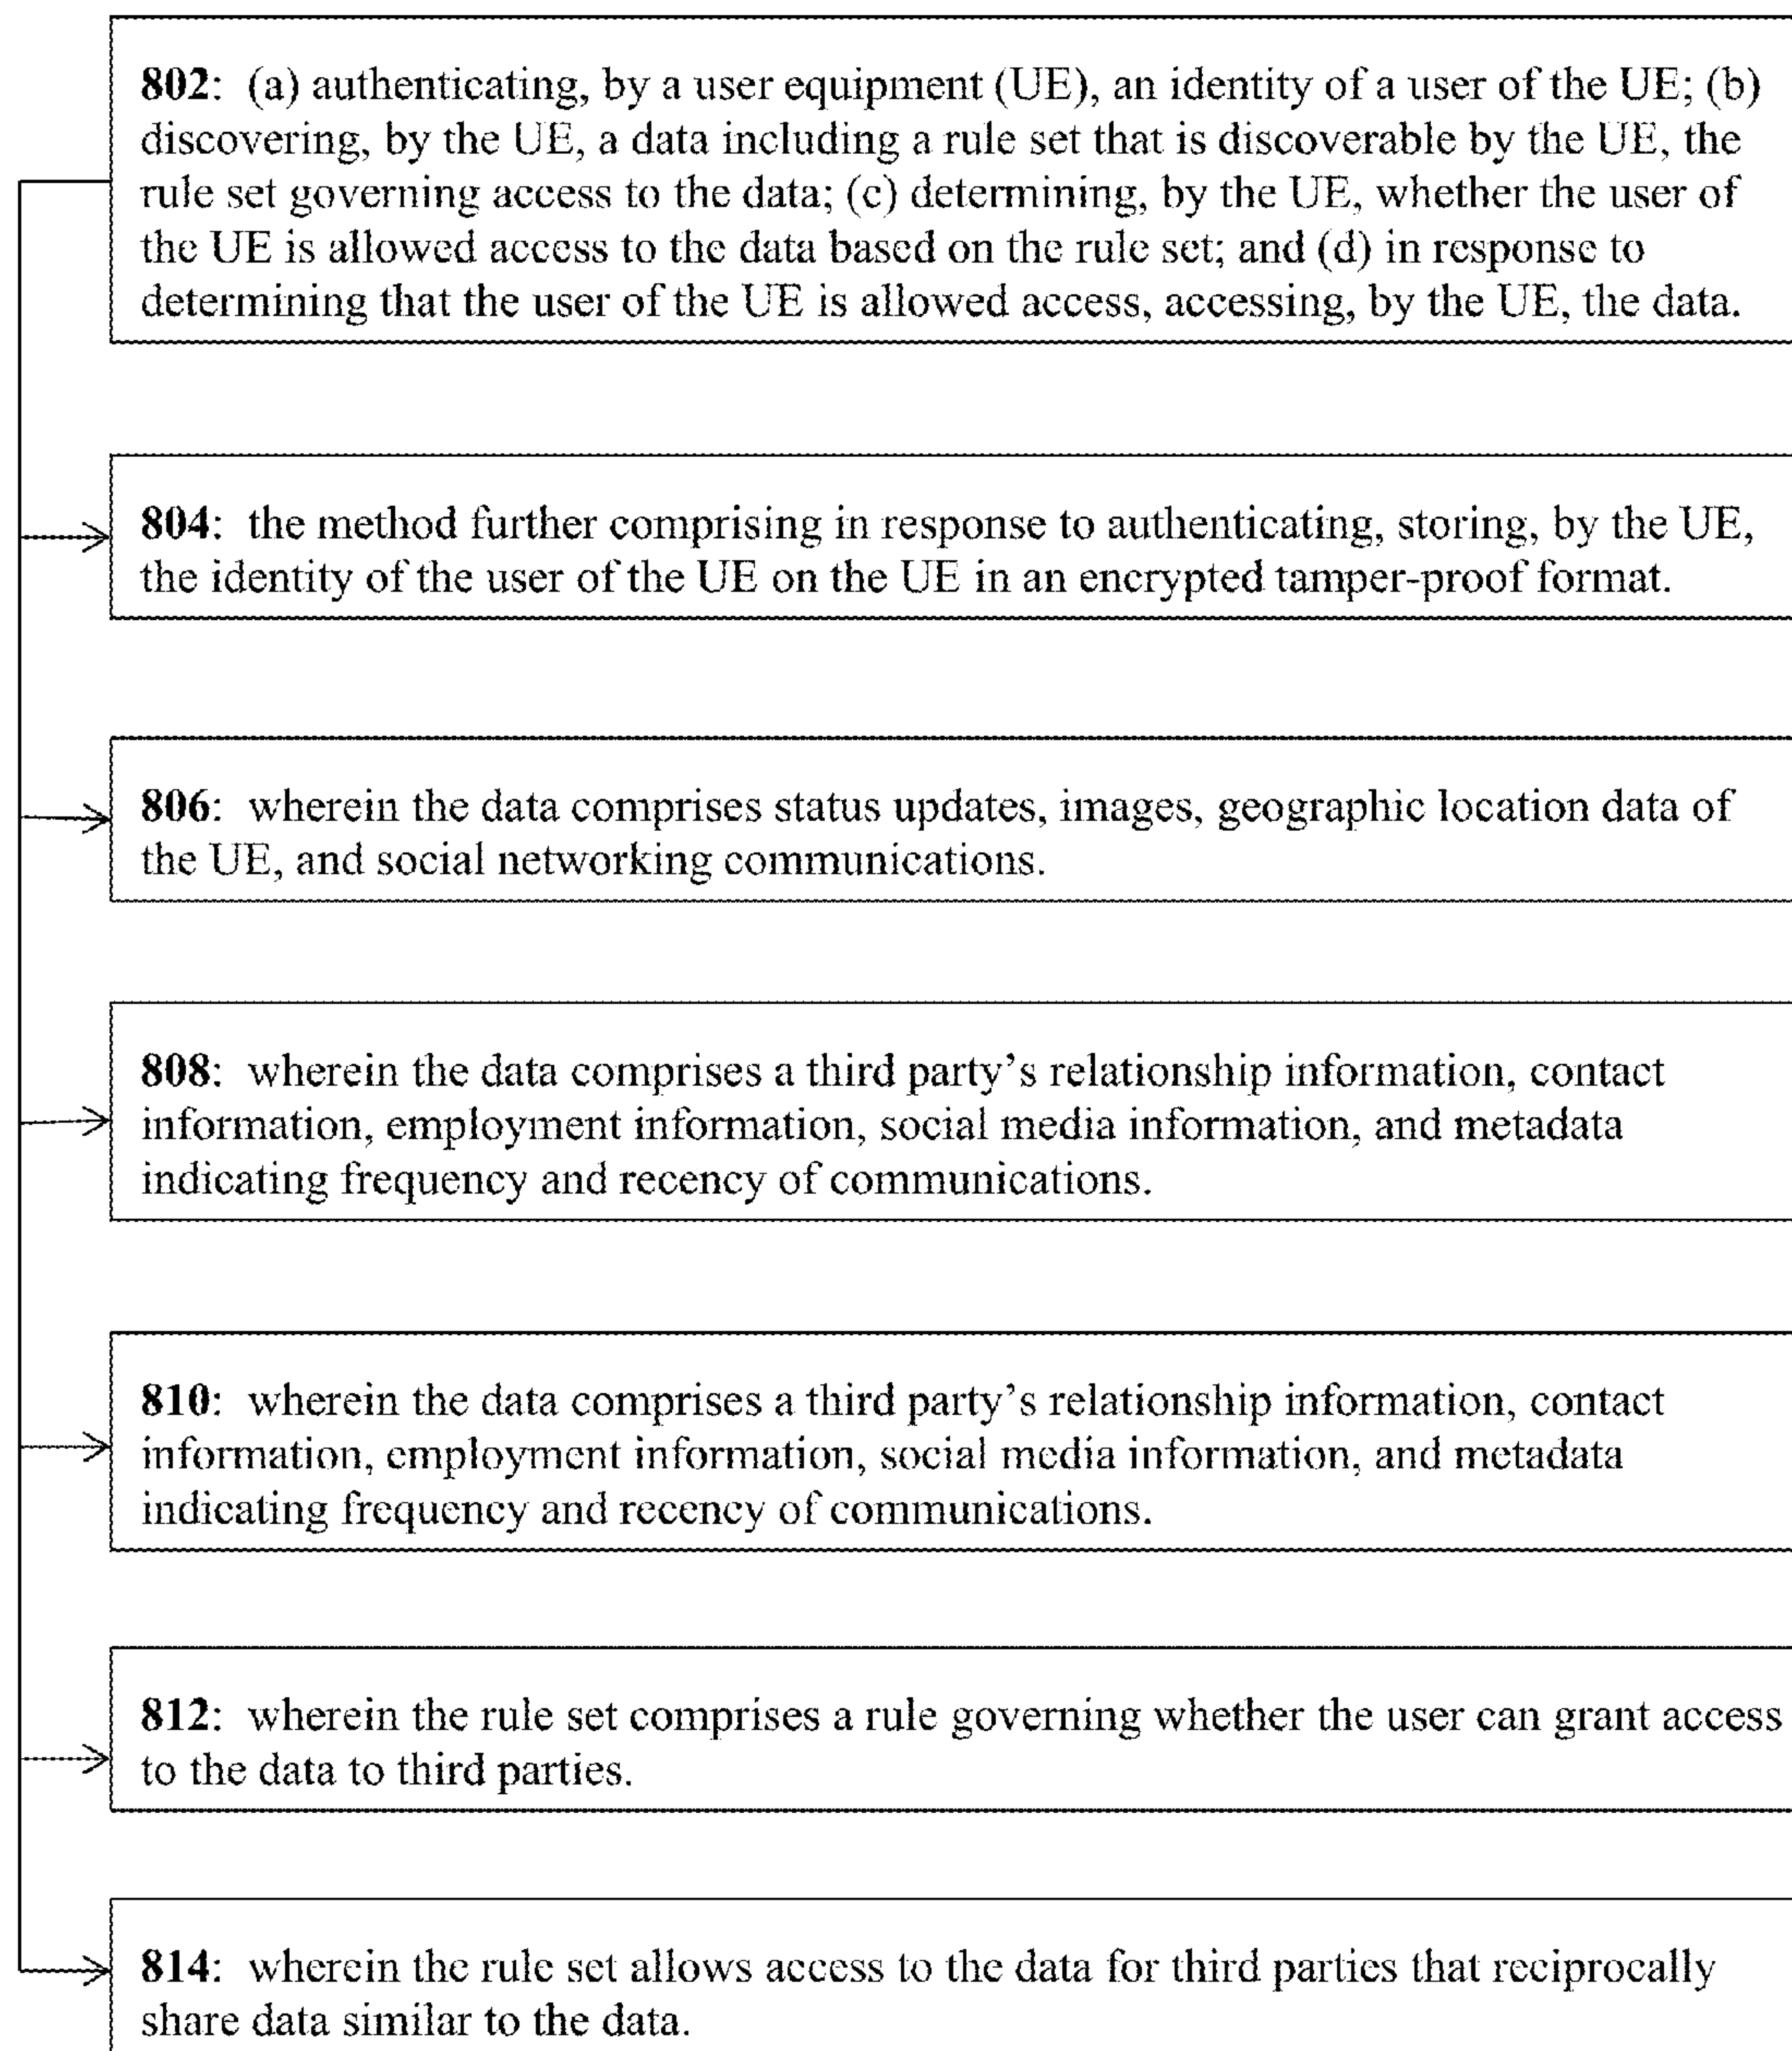 802: (a) authenticating, by a user equipment (UE), an identity of a user of the UE; (b)
discovering, by the UE, a data including a rule set that is discoverable by the UE, the
rule set governing access to the data; (c) determining, by the UE, whether the user of
the UE is allowed access to the data based on the rule set; and (d) in response to
determining that the user of the UE is allowed access, accessing, by the UE, the data.
804: the method further comprising in response to authenticating, storing, by the UE,
the identity of the user of the UE on the UE in an encrypted tamper-proof format.
806: wherein the data comprises status updates, images, geographic location data of
the UE, and social networking communications.
808: wherein the data comprises a third party’s relationship information, contact
information, employment information, social media information, and metadata
indicating frequency and recency of communications.
810: wherein the data comprises a third party’s relationship information, contact
information, employment information, social media information, and metadata
indicating frequency and recency of communications.
812: wherein the rule set comprises a rule governing whether the user can grant access
to the data to third parties.
814: wherein the rule set allows access to the data for third parties that reciprocally
share data similar to the data.